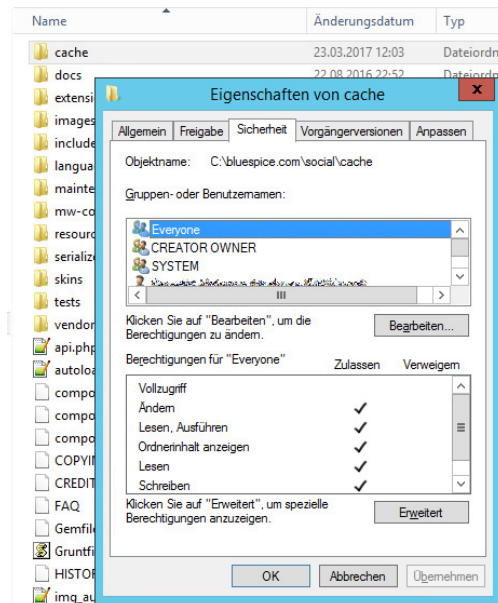 Name Änderungsdatum Typ
cache 23.03.2017 12:03 Dateiordn
docs 22.08.2016 22:52 Dateiordn
extensi
images
include
langua
mainte
mw-co
resourc
serialize
skins
tests
vendor
api.php
autoloa
compo
compo
compo
COPYIN
CREDIT
FAQ
Gemfile
Gruntfi
HISTOR
img_au
Eigenschaften von cache
x
Allgemein Freigabe Sicherheit Vorgängerversionen Anpassen
Objektname: C:\bluespice.com\social\cache
Gruppen- oder Benutzernamen:
Everyone
CREATOR OWNER
SYSTEM
Klicken Sie auf "Bearbeiten", um die
Berechtigungen zu ändern.
Bearbeiten...
Berechtigungen für "Everyone" Zulassen Verweigern
Vollzugriff
Ändern
Lesen, Ausführen
Ordnerinhalt anzeigen
Lesen
Schreiben
Klicken Sie auf "Erweitert", um spezielle
Berechtigungen anzuzeigen.
Erweitert
OK Abbrechen Übernehmen